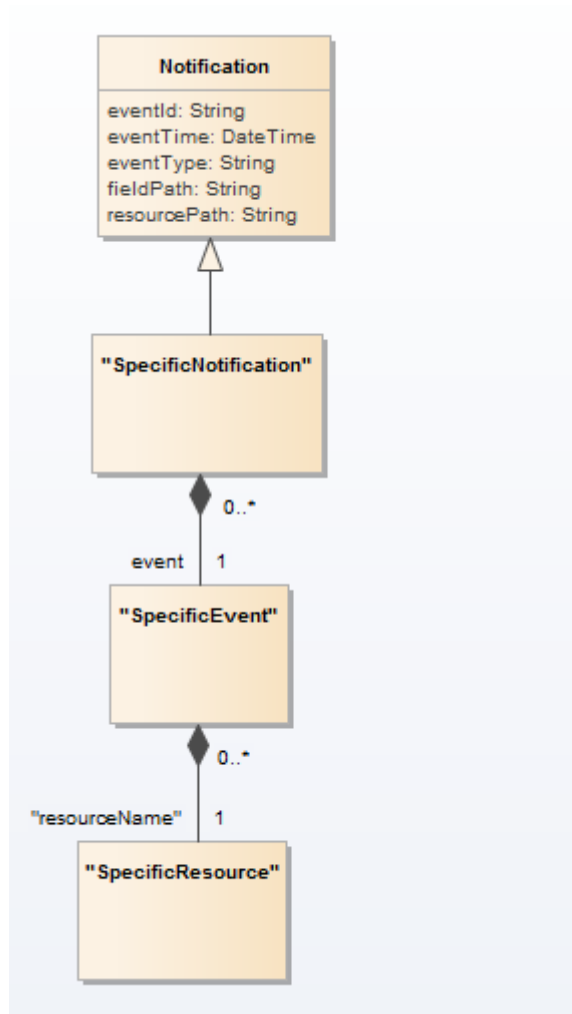 Notification
eventId: String
eventTime: DateTime
eventType: String
fieldPath: String
resourcePath: String
"SpecificNotification"
0..*
event 1
"SpecificEvent"
0..*
"resourceName" 1
"SpecificResource"